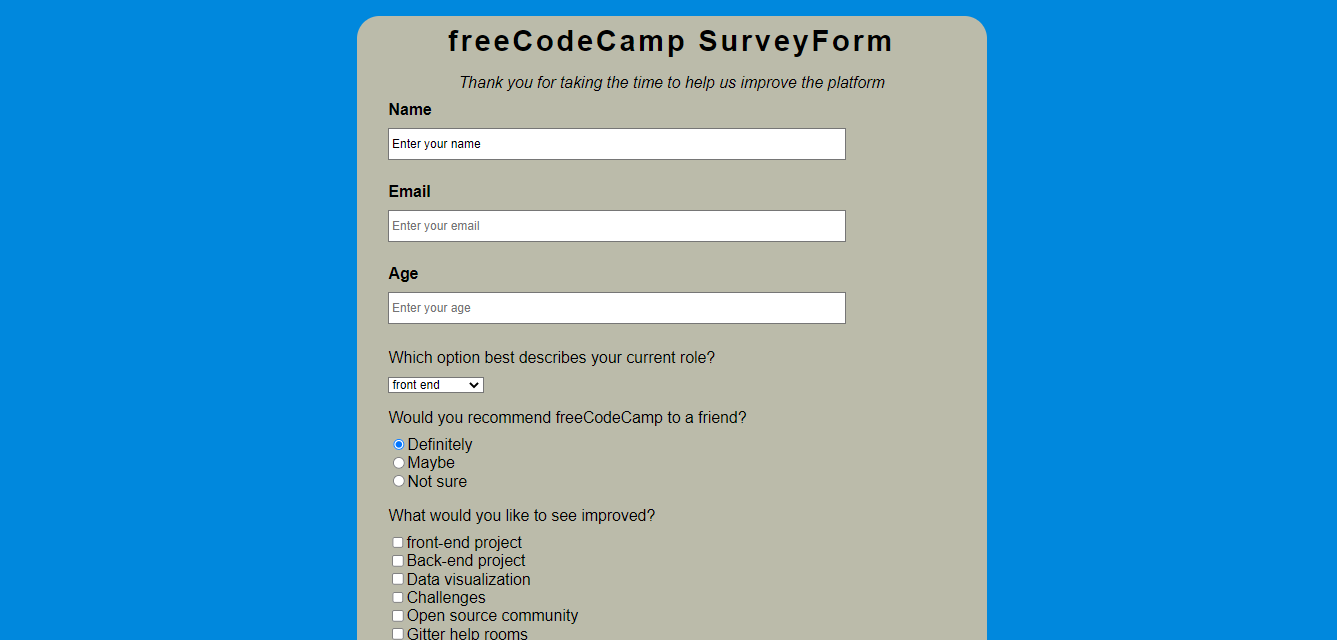 freeCodeCamp SurveyForm
Thank you for taking the time to help us improve the platform
Name
Enter your name
Email
Enter your email
Age
Enter your age
Which option best describes your current role?
front end
Would you recommend freeCodeCamp to a friend?
Definitely
Maybe
Not sure
What would you like to see improved?
front-end project
Back-end project
Data visualization
Challenges
Open source community
Gitter help rooms